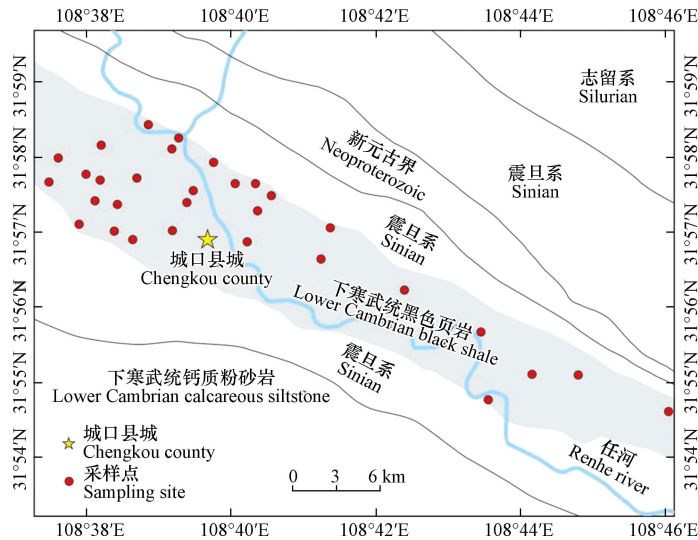 108°38′E 108°40′E 108°42′E 108°44′E 108°46′E
31°59′N
31°58′N
31°57′N
31°56′N
31°55′N
31°54′N
31°59′N
31°58′N
31°57′N
31°56′N
31°55′N
31°54′N
志留系
Silurian
新元古界
Neoproterozoic
震旦系
Sinian
震旦系
Sinian
城口县城
Chengkou county
下寒武统黑色页岩
Lower Cambrian black shale
震旦系
Sinian
下寒武统钙质粉砂岩
Lower Cambrian calcareous siltstone
城口县城
Chengkou county
采样点
Sampling site
0 3 6 km
任河
Renhe river
108°38′E 108°40′E 108°42′E 108°44′E 108°46′E